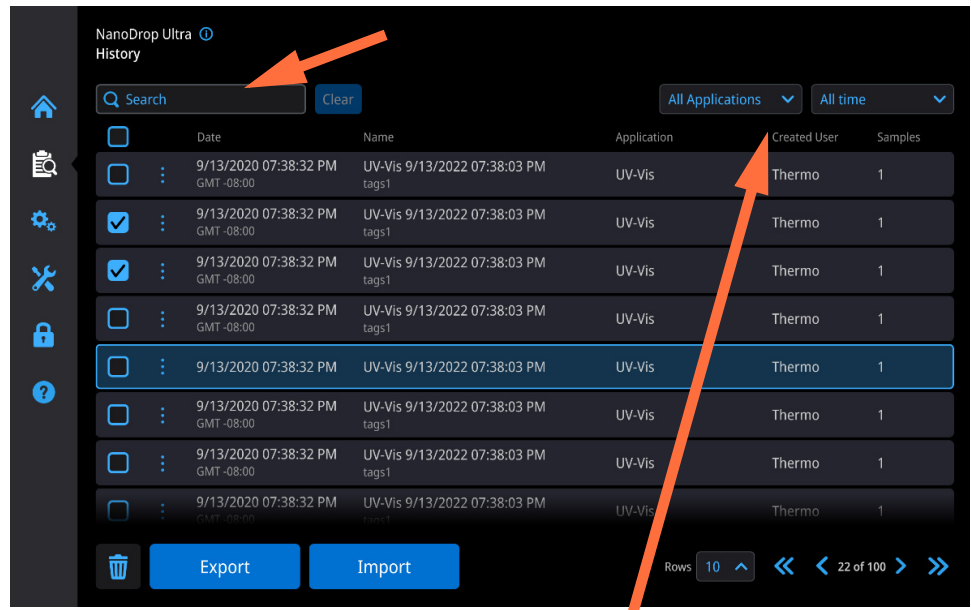 NanoDrop Ultra
History
Search Clear All Applications All time
Date Name Application Created User Samples
9/13/2020 07:38:32 PM UV-Vis 9/13/2022 07:38:03 PM UV-Vis Thermo 1
GMT -08:00 tags1
9/13/2020 07:38:32 PM UV-Vis 9/13/2022 07:38:03 PM UV-Vis Thermo 1
GMT -08:00 tags1
9/13/2020 07:38:32 PM UV-Vis 9/13/2022 07:38:03 PM UV-Vis Thermo 1
GMT -08:00 tags1
9/13/2020 07:38:32 PM UV-Vis 9/13/2022 07:38:03 PM UV-Vis Thermo 1
GMT -08:00 tags1
9/13/2020 07:38:32 PM UV-Vis 9/13/2022 07:38:03 PM UV-Vis Thermo 1
9/13/2020 07:38:32 PM UV-Vis 9/13/2022 07:38:03 PM UV-Vis Thermo 1
GMT -08:00 tags1
9/13/2020 07:38:32 PM UV-Vis 9/13/2022 07:38:03 PM UV-Vis Thermo 1
GMT -08:00 tags1
9/13/2020 07:38:32 PM UV-Vis 9/13/2022 07:38:03 PM UV-Vis Thermo 1
GMT -08:00 tags1
Export Import Rows 10 22 of 100